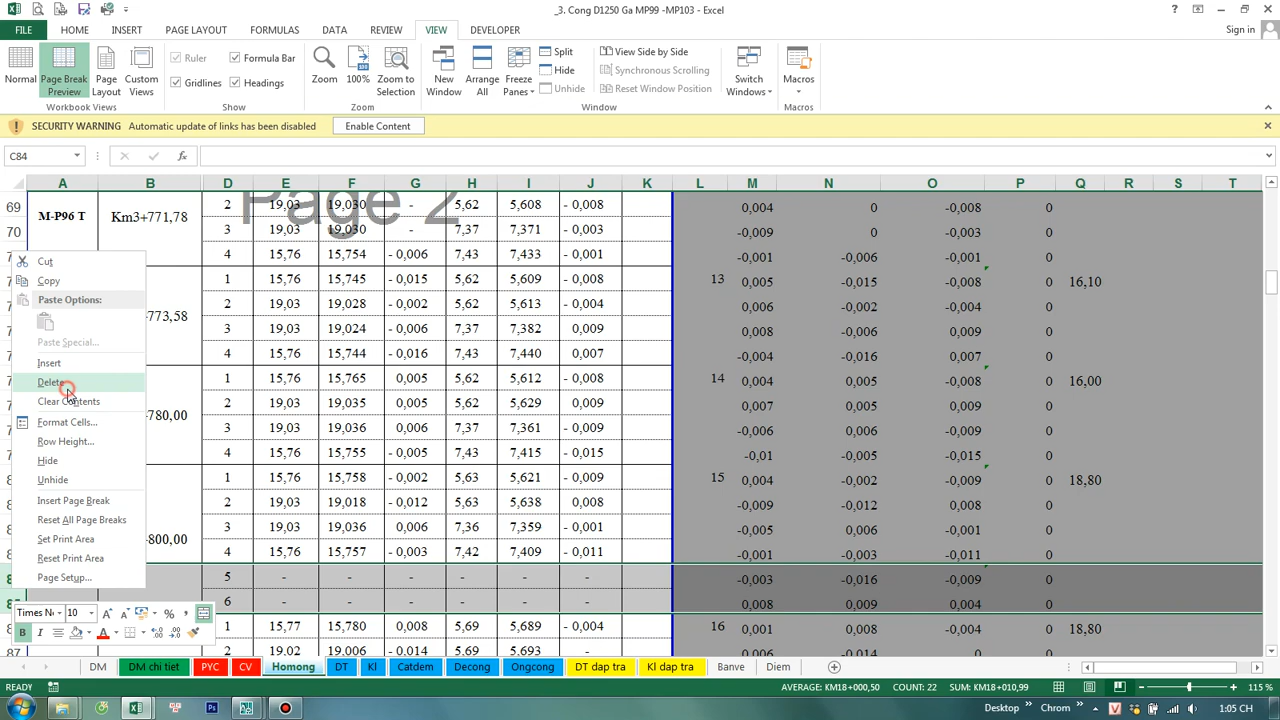 _3. Cong D1250 Ga MP99 -MP103 - Excel
FILE HOME INSERT PAGE LAYOUT FORMULAS DATA REVIEW VIEW DEVELOPER Sign in
Normal Page Break Preview Page Layout Custom Views
Workbook Views
Ruler Formula Bar
Gridlines Headings
Show
Zoom 100% Zoom to Selection
Zoom
New Window Arrange All Freeze Panes
Split View Side by Side
Hide Synchronous Scrolling
Unhide Reset Window Position
Window
Switch Windows Macros
Macros
SECURITY WARNING Automatic update of links has been disabled Enable Content
C84 fx
A B D E F G H I J K L M N O P Q R S T
Page 2
69 M-P96 T Km3+771,78 2 19,03 19,030 - 5,62 5,608 - 0,008 0,004 0 -0,008 0
70 3 19,03 19,030 - 7,37 7,371 - 0,003 -0,009 0 -0,003 0
4 15,76 15,754 - 0,006 7,43 7,433 - 0,001 -0,001 -0,006 -0,001 0
1 15,76 15,745 - 0,015 5,62 5,609 - 0,008 13 0,005 -0,015 -0,008 0 16,10
+773,58 2 19,03 19,028 - 0,002 5,62 5,613 - 0,004 0,006 -0,002 -0,004 0
3 19,03 19,024 - 0,006 7,37 7,382 0,009 0,008 -0,006 0,009 0
4 15,76 15,744 - 0,016 7,43 7,440 0,007 -0,004 -0,016 0,007 0
1 15,76 15,765 0,005 5,62 5,612 - 0,008 14 0,004 0,005 -0,008 0 16,00
+780,00 2 19,03 19,035 0,005 5,62 5,629 0,009 0,007 0,005 0,009 0
3 19,03 19,036 0,006 7,37 7,361 - 0,009 -0,006 0,006 -0,009 0
4 15,76 15,755 - 0,005 7,43 7,415 - 0,015 -0,01 -0,005 -0,015 0
1 15,76 15,758 - 0,002 5,63 5,621 - 0,009 15 0,004 -0,002 -0,009 0 18,80
2 19,03 19,018 - 0,012 5,63 5,638 0,008 -0,009 -0,012 0,008 0
+800,00 3 19,03 19,036 0,006 7,36 7,359 - 0,001 -0,005 0,006 -0,001 0
4 15,76 15,757 - 0,003 7,42 7,409 - 0,011 -0,001 -0,003 -0,011 0
5 - - - - - - -0,003 -0,016 -0,009 0
6 - - - - - - 0,008 0,009 0,004 0
1 15,77 15,780 0,008 5,69 5,689 - 0,004 16 0,001 0,008 -0,004 0 18,80
87 2 19,02 19,006 - 0,014 5,69 5,693 - 0,006 -0,014 0 0
Cut
Copy
Paste Options:
Paste Special...
Insert
Delete
Clear Contents
Format Cells...
Row Height...
Hide
Unhide
Insert Page Break
Reset All Page Breaks
Set Print Area
Reset Print Area
Page Setup...
Times N 10 A A % ,
B I A
DM DM chi tiet PYC CV Homong DT Kl Catdem Decong Ongcong DT dap tra Kl dap tra Banve Diem
READY AVERAGE: KM18+000,50 COUNT: 22 SUM: KM18+010,99 115 %
Desktop » Chrom » 1:05 CH